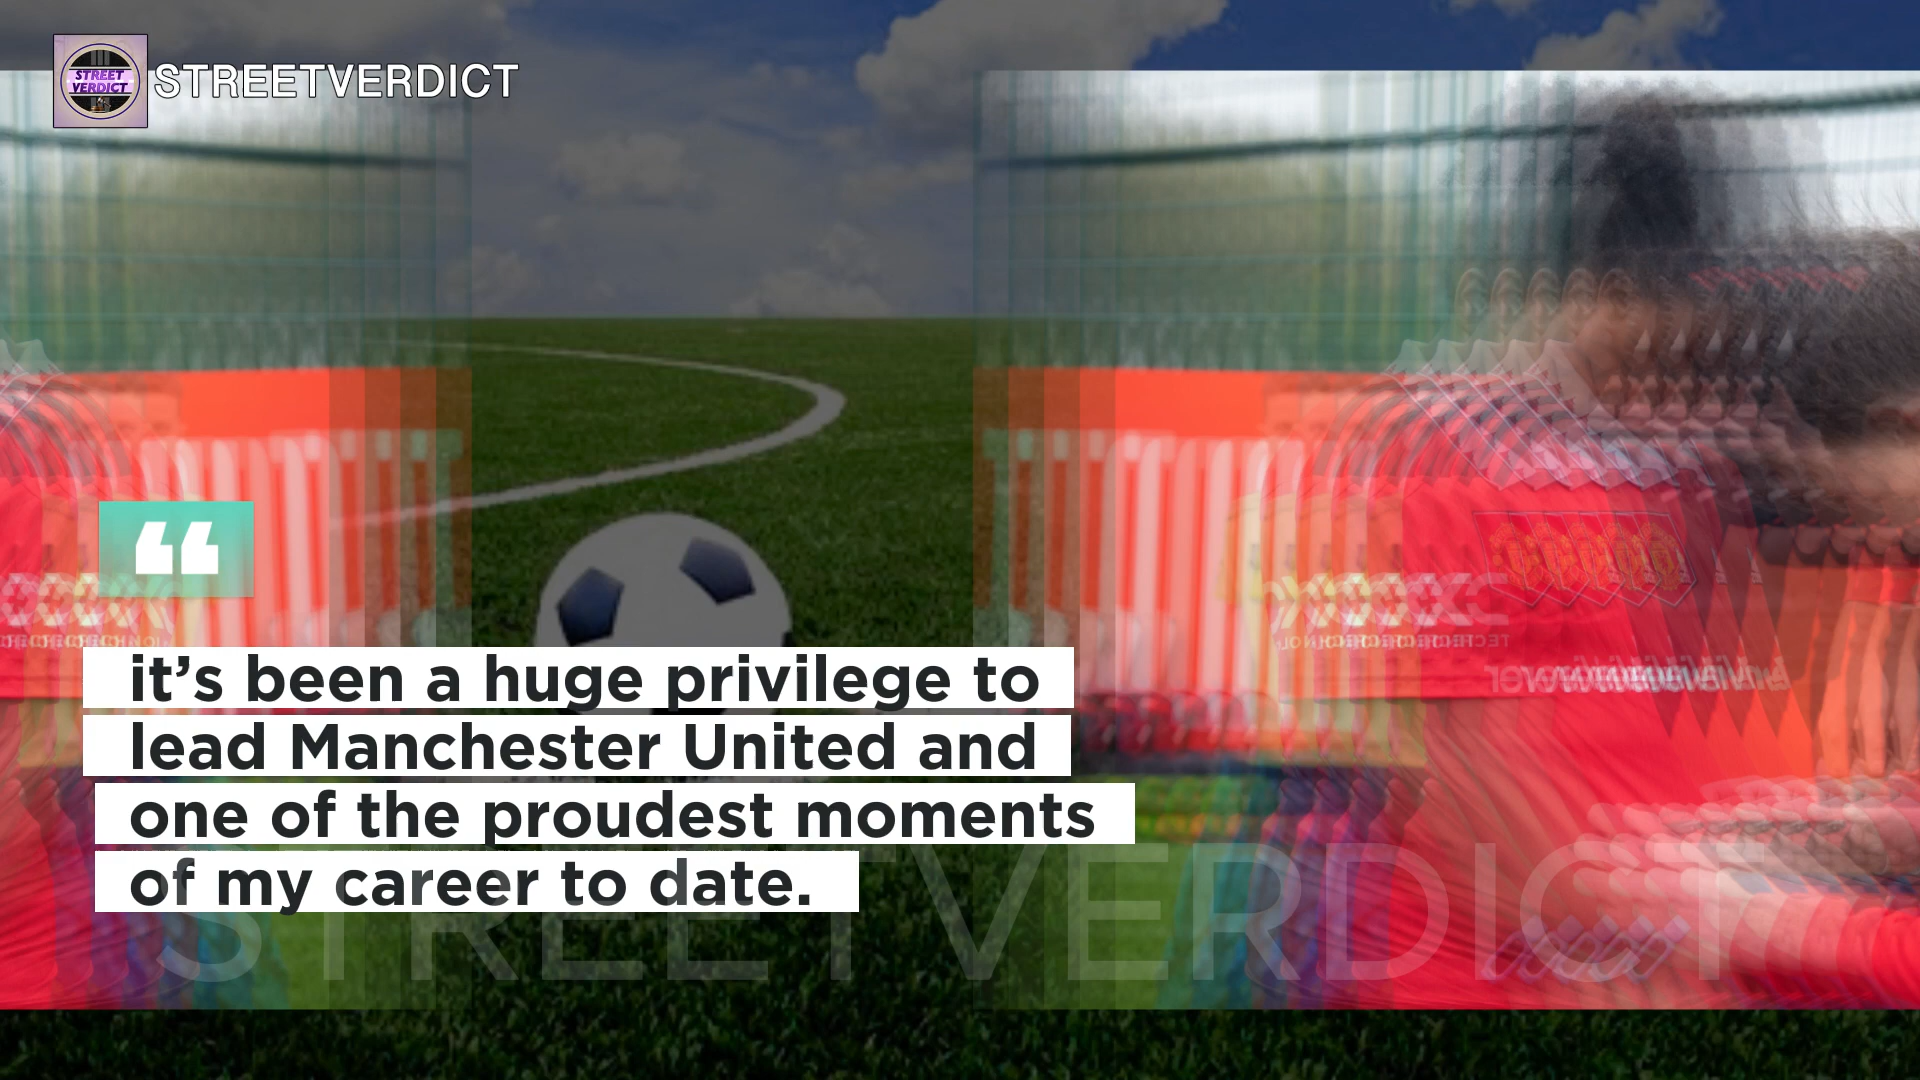 STREET
VERDICT
STREETVERDICT
“
it’s been a huge privilege to
lead Manchester United and
one of the proudest moments
of my career to date.
STREETVERDICT